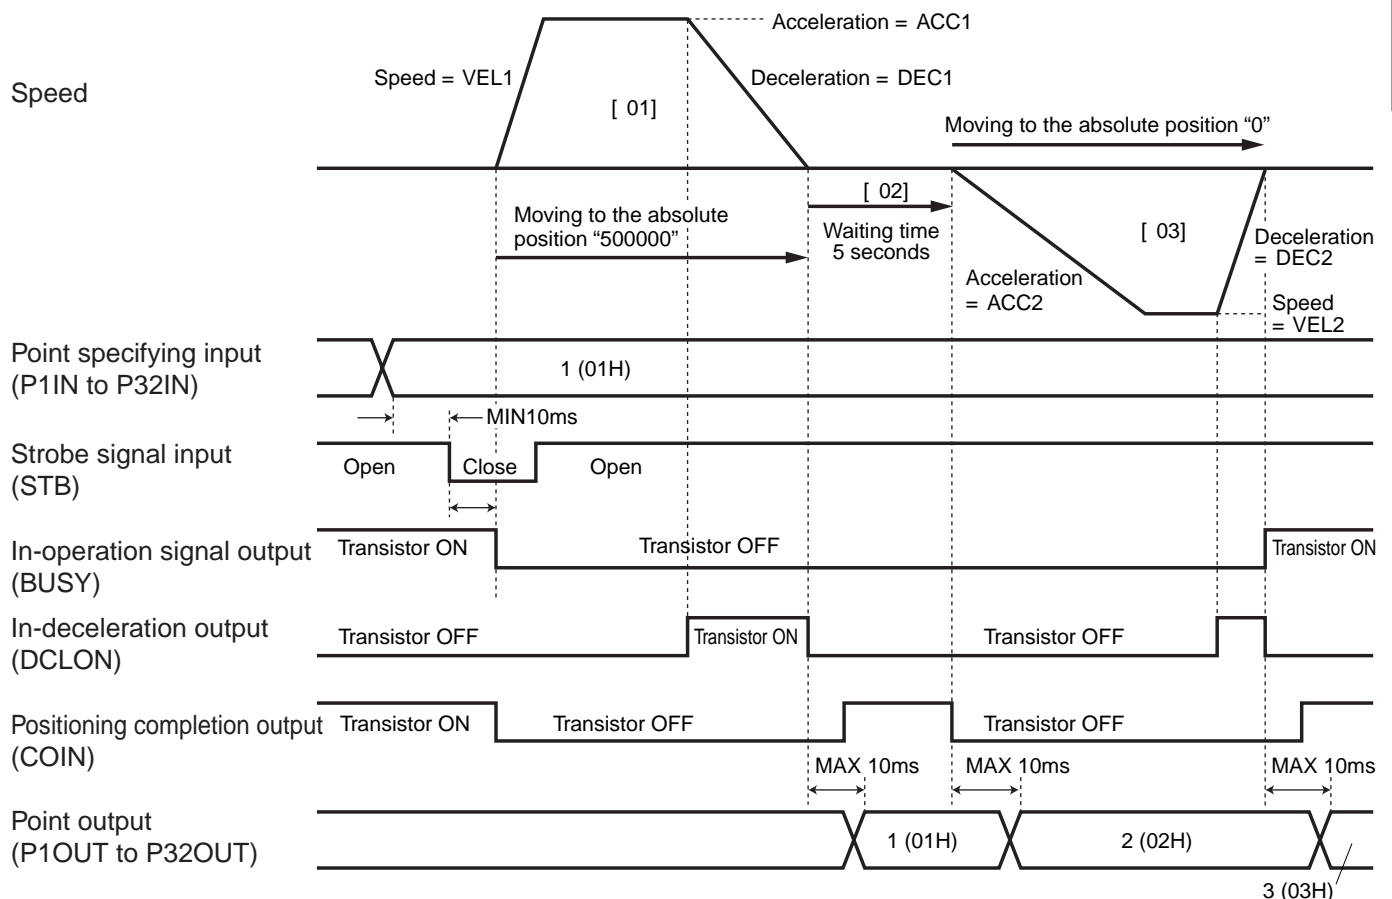 Acceleration = ACC1
Speed = VEL1
Deceleration = DEC1
Speed
[ 01]
Moving to the absolute position “0”
[ 02]
Moving to the absolute
position “500000”
Waiting time
5 seconds
[ 03]
Deceleration
= DEC2
Acceleration
= ACC2
Speed
= VEL2
Point specifying input
(P1IN to P32IN)
1 (01H)
MIN10ms
Strobe signal input
(STB)
Open
Close
Open
In-operation signal output
(BUSY)
Transistor ON
Transistor OFF
Transistor ON
In-deceleration output
(DCLON)
Transistor OFF
Transistor ON
Transistor OFF
Positioning completion output
(COIN)
Transistor ON
Transistor OFF
Transistor OFF
MAX 10ms
MAX 10ms
MAX 10ms
Point output
(P1OUT to P32OUT)
1 (01H)
2 (02H)
3 (03H)